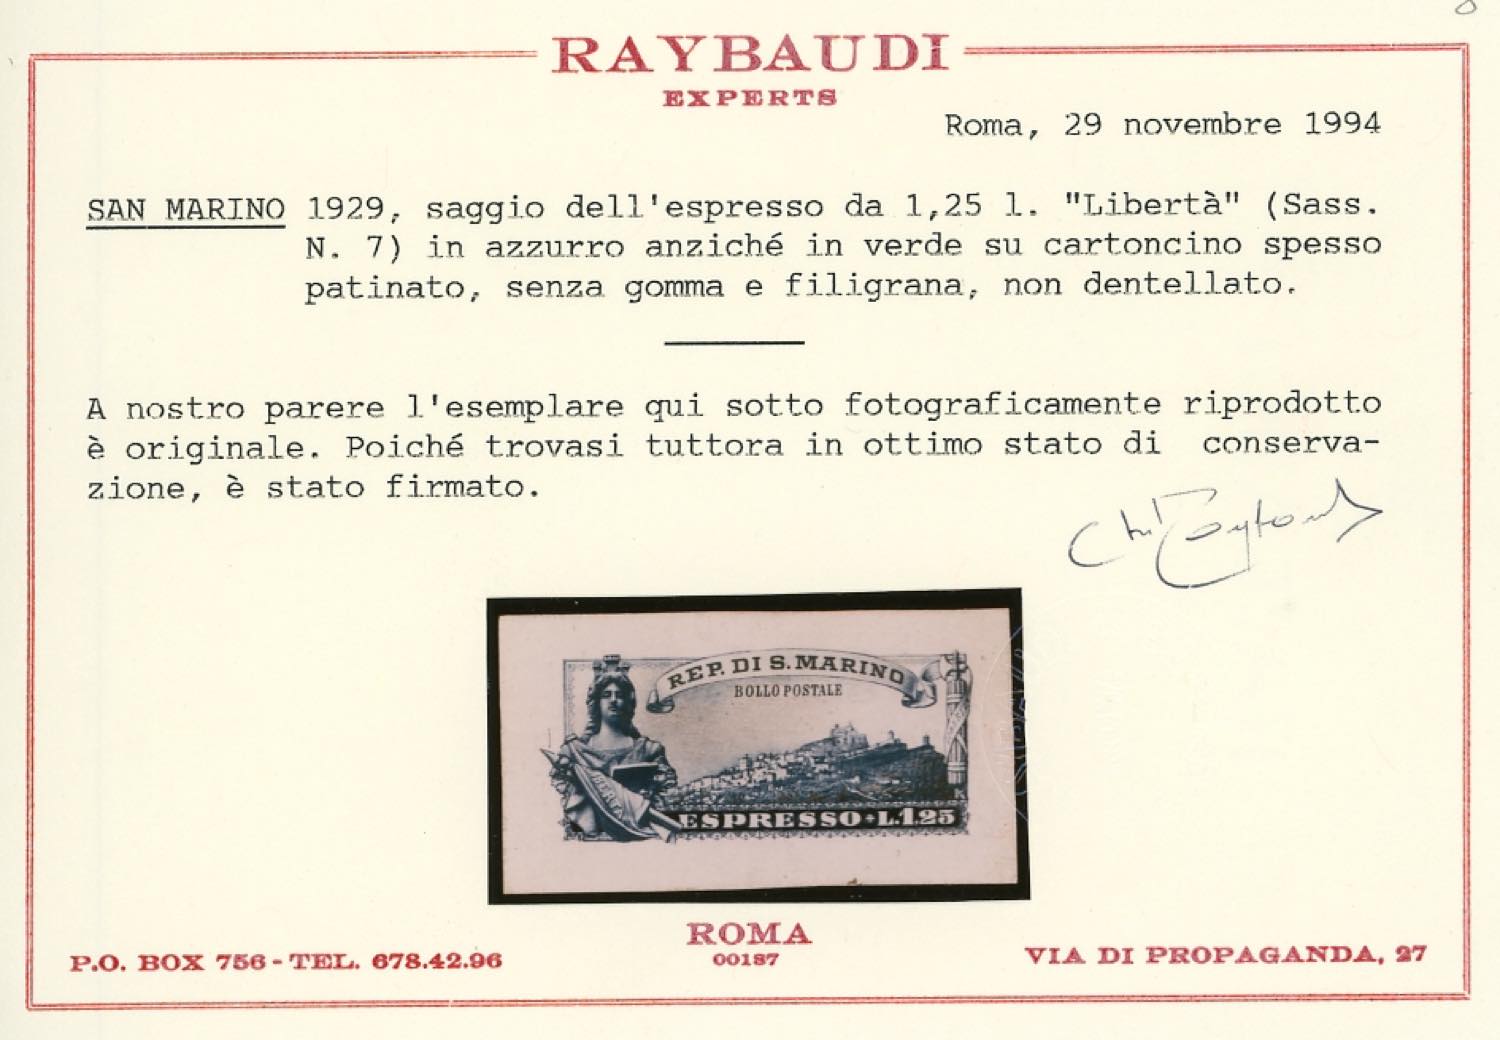 RAYBAUDI
EXPERTS
Roma, 29 novembre 1994
SAN MARINO 1929, saggio dell'espresso da 1,25 l. "Libertà" (Sass.
N. 7) in azzurro anziché in verde su cartoncino spesso
patinato, senza gomma e filigrana, non dentellato.
A nostro parere l'esemplare qui sotto fotograficamente riprodotto
è originale. Poiché trovasi tuttora in ottimo stato di conserva-
zione, è stato firmato.
REP. DI S. MARINO
BOLLO POSTALE
LIBERTAS
ESPRESSO • L.1.25
ROMA
00187
P.O. BOX 756 - TEL. 678.42.96
VIA DI PROPAGANDA, 27